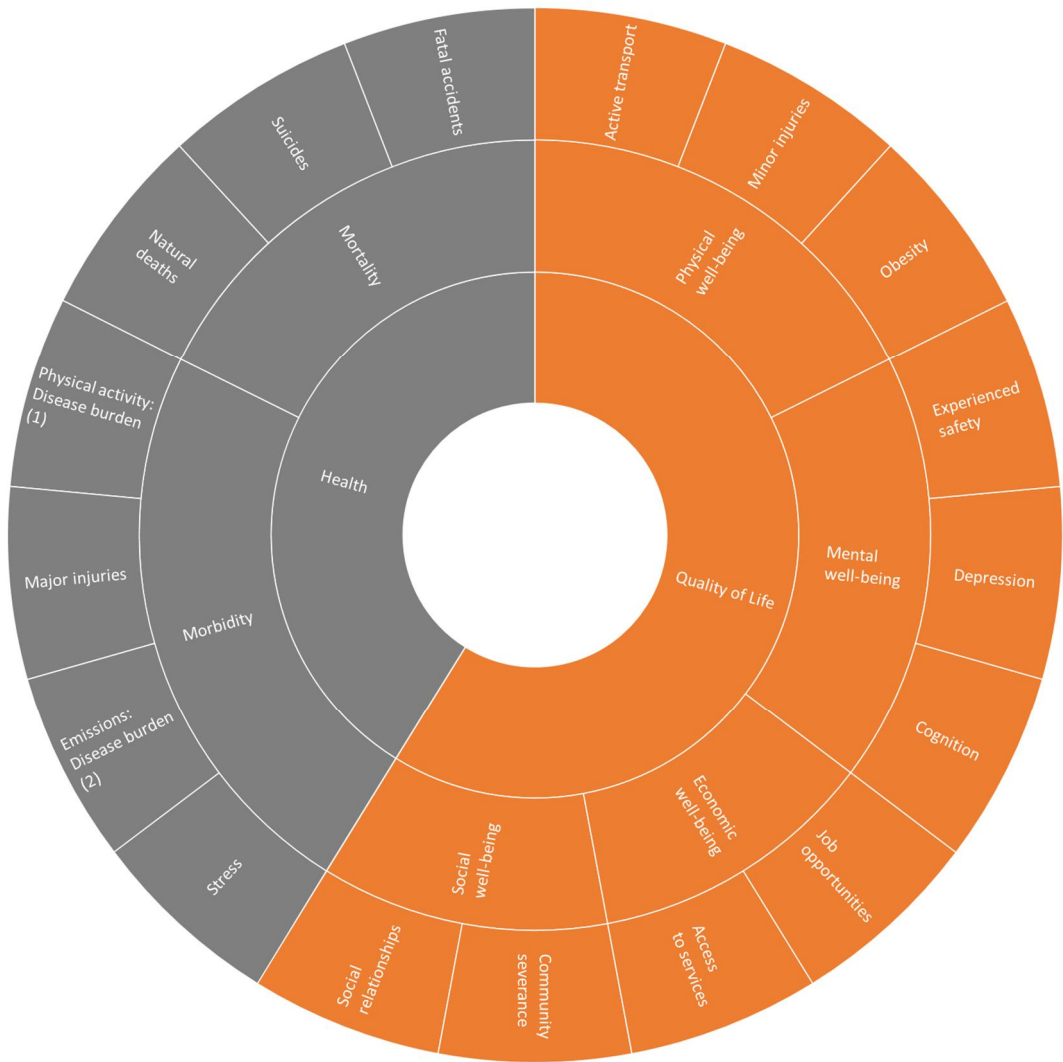 Fatal accidents
Active transport
Suicides
Minor injuries
Natural
deaths
Mortality
Physical
well-being
Obesity
Physical activity:
Disease burden
(1)
Experienced
safety
Health
Major injuries
Morbidity
Quality of Life
Mental
well-being
Depression
Emissions:
Disease burden
(2)
Cognition
Stress
Social
well-being
Economic
well-being
Job
opportunities
Social
relationships
Community
severance
Access
to services